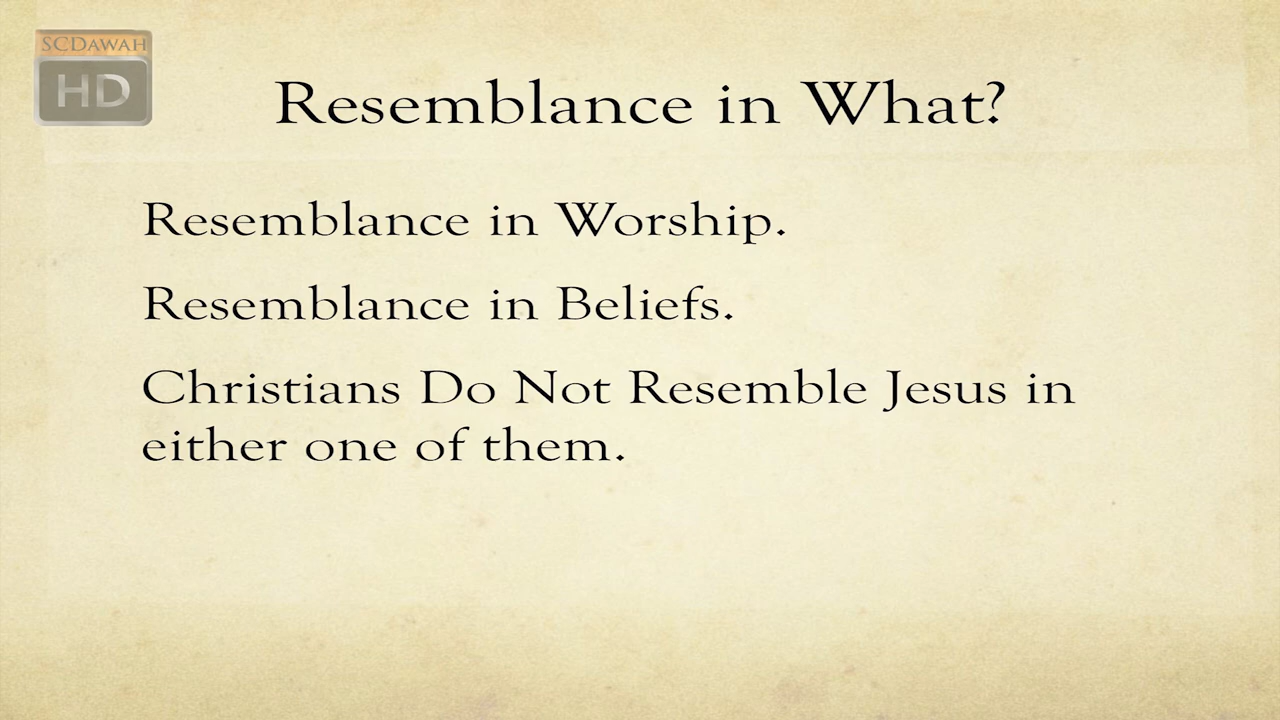 SCDAWAH
HD
Resemblance in What?
Resemblance in Worship.
Resemblance in Beliefs.
Christians Do Not Resemble Jesus in
either one of them.